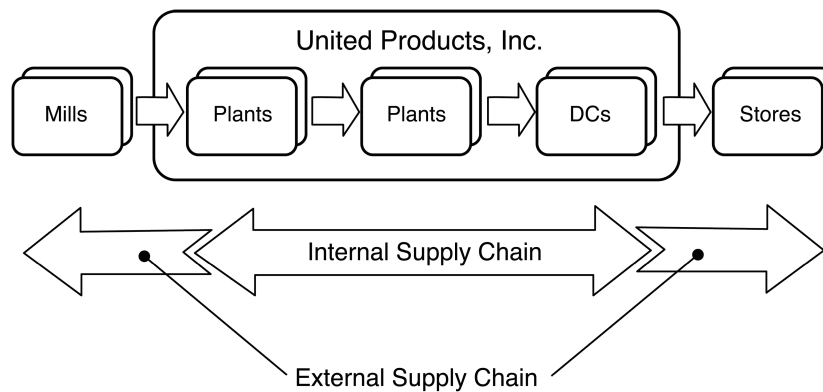 United Products, Inc.
Mills
Plants
Plants
DCs
Stores
Internal Supply Chain
External Supply Chain